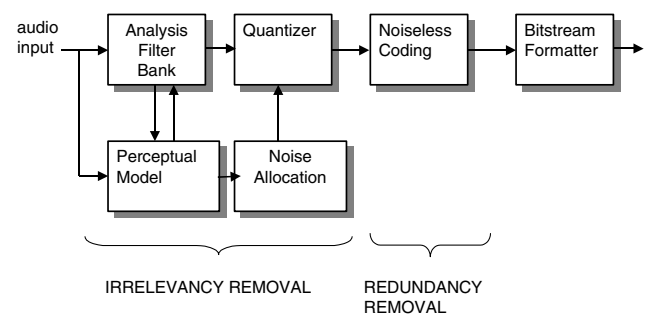 audio
input
Analysis
Filter
Bank
Quantizer
Noiseless
Coding
Bitstream
Formatter
Perceptual
Model
Noise
Allocation
IRRELEVANCY REMOVAL
REDUNDANCY
REMOVAL